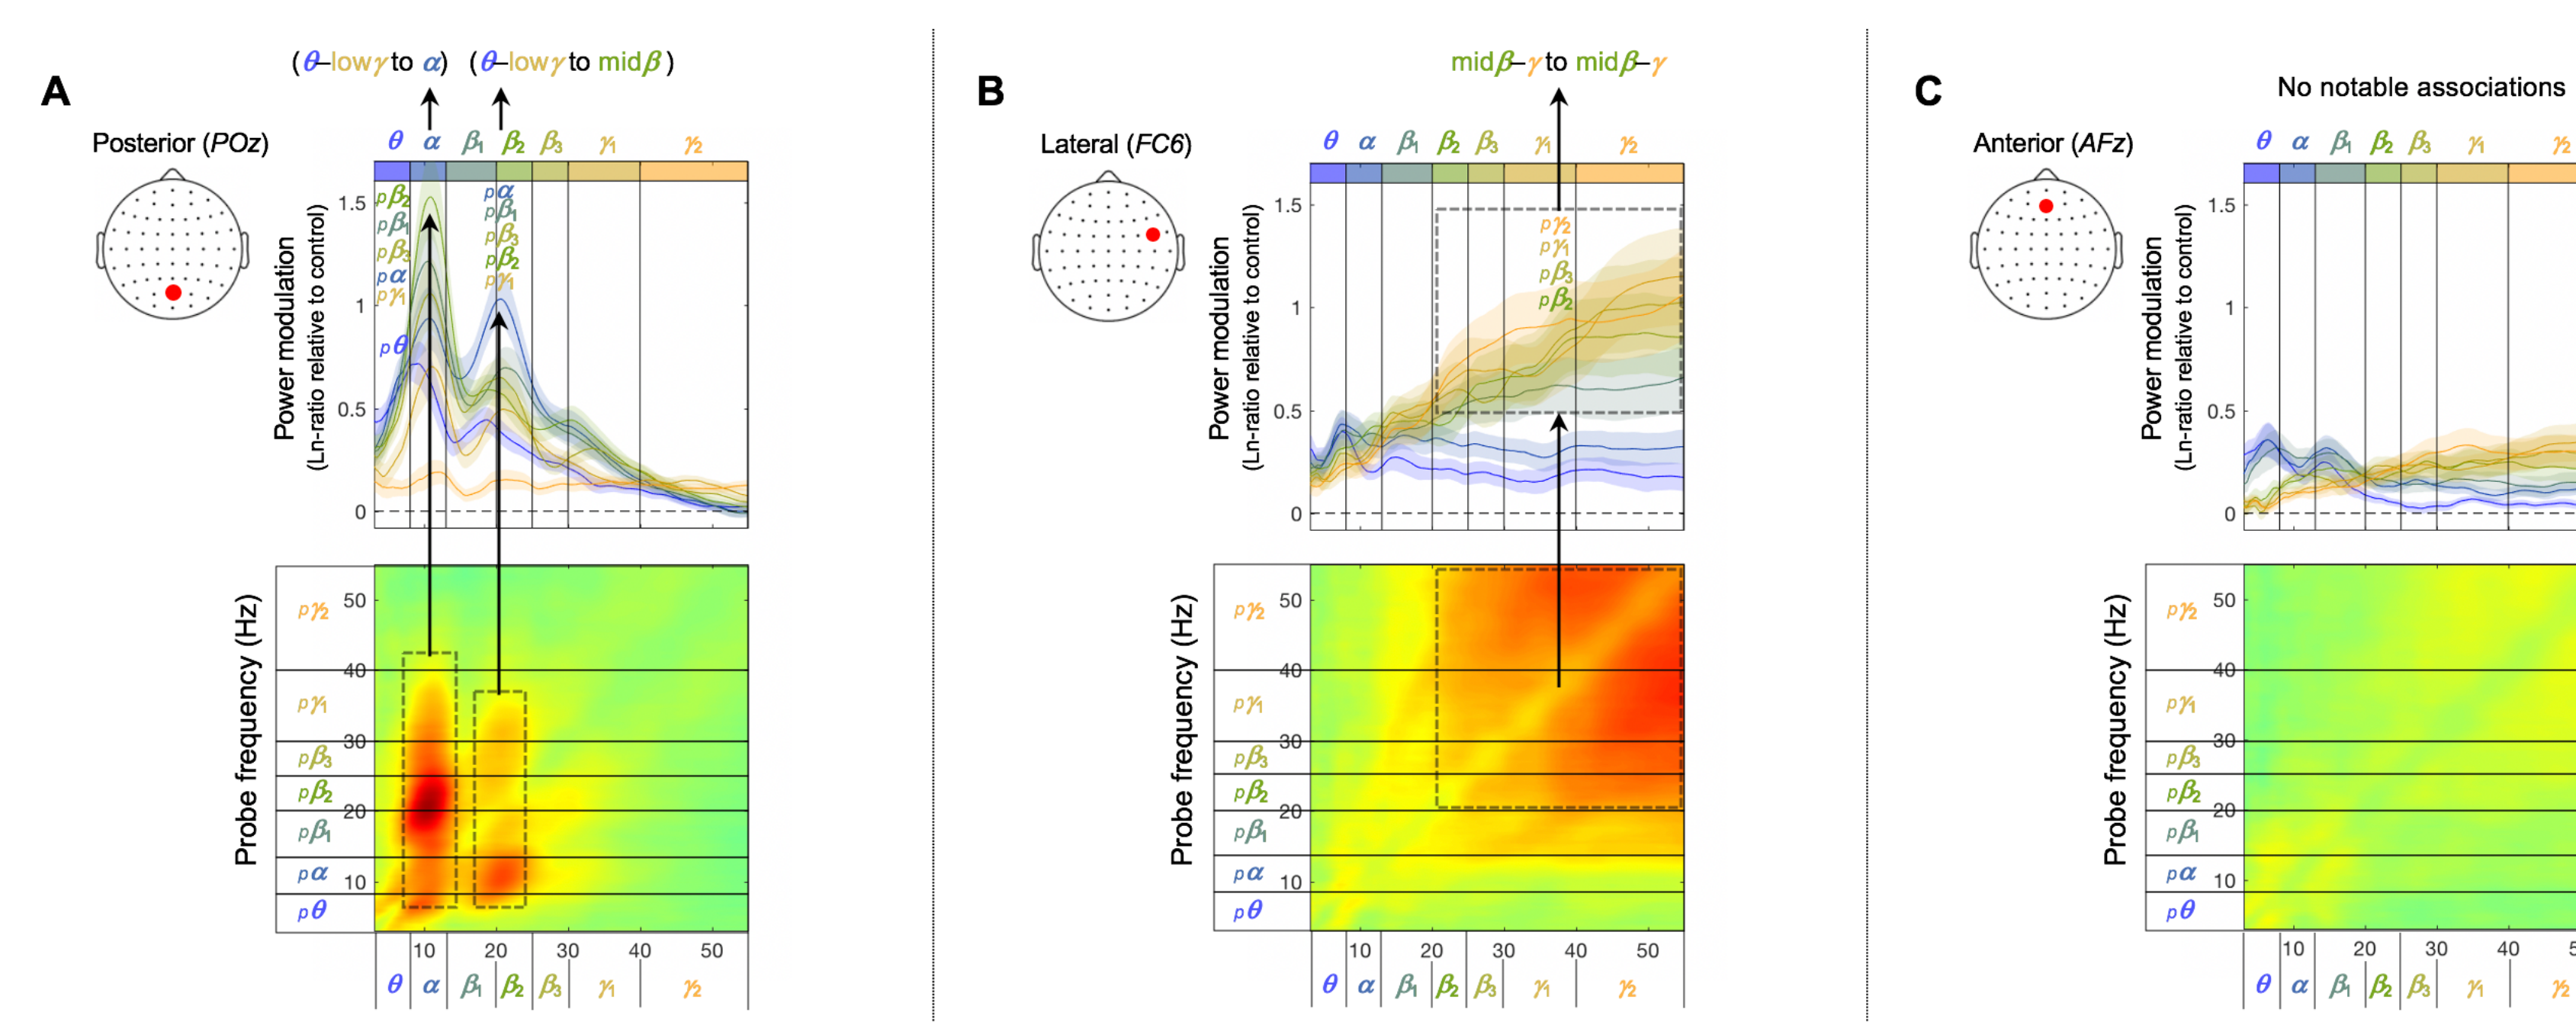 A
(θ–lowγ to α) (θ–lowγ to midβ)
Posterior (POz)
θ α β1 β2 β3 γ1 γ2
Power modulation
(Ln-ratio relative to control)
1.5
1
0.5
0
pβ2
pβ1
pβ3
pα
pγ1
pθ
pα
pβ1
pβ3
pβ2
pγ1
Probe frequency (Hz)
pγ2
pγ1
pβ3
pβ2
pβ1
pα
pθ
50
40
30
20
10
10 20 30 40 50
θ α β1 β2 β3 γ1 γ2
B
midβ–γ to midβ–γ
Lateral (FC6)
θ α β1 β2 β3 γ1 γ2
Power modulation
(Ln-ratio relative to control)
1.5
1
0.5
0
pγ2
pγ1
pβ3
pβ2
Probe frequency (Hz)
pγ2
pγ1
pβ3
pβ2
pβ1
pα
pθ
50
40
30
20
10
10 20 30 40 50
θ α β1 β2 β3 γ1 γ2
C
No notable associations
Anterior (AFz)
θ α β1 β2 β3 γ1 γ2
Power modulation
(Ln-ratio relative to control)
1.5
1
0.5
0
Probe frequency (Hz)
pγ2
pγ1
pβ3
pβ2
pβ1
pα
pθ
50
40
30
20
10
10 20 30 40
θ α β1 β2 β3 γ1 γ2